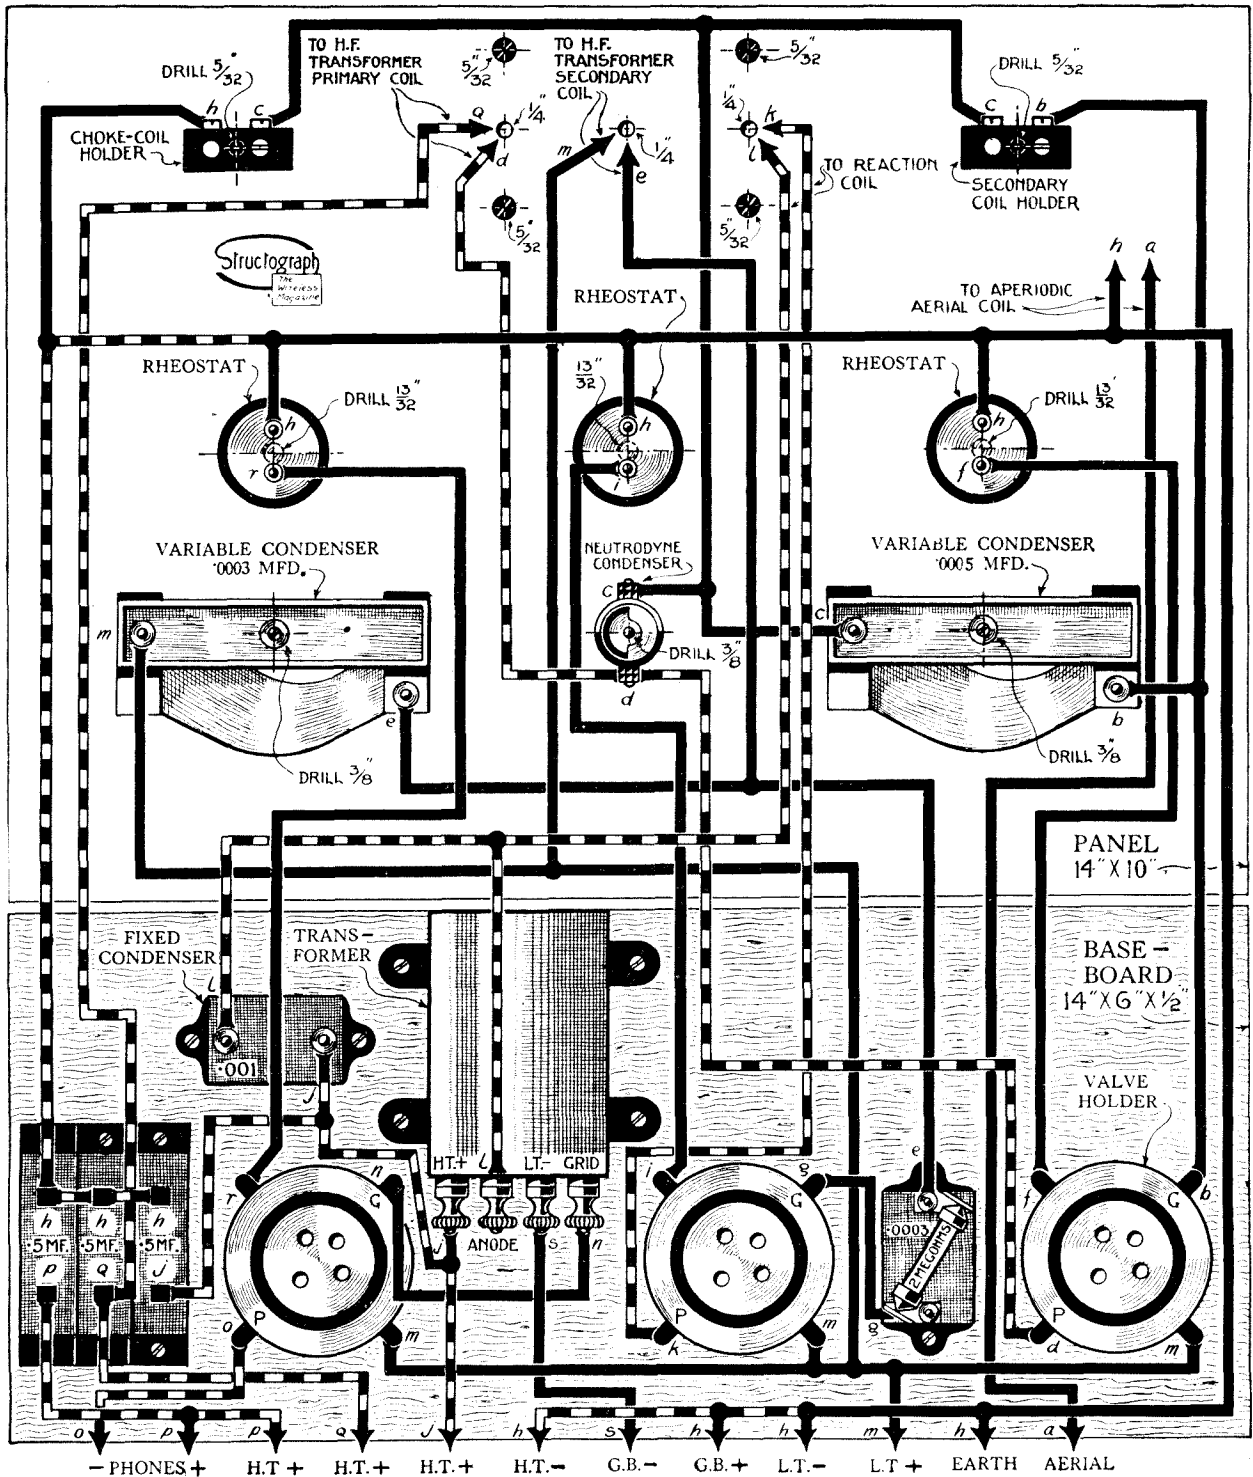 TO H.F.
TRANSFORMER
PRIMARY COIL
5/32"
TO H.F.
TRANSFORMER
SECONDARY
COIL
5/32"
DRILL 5/32"
DRILL 5/32"
h
c
CHOKE-COIL
HOLDER
q
1/4"
d
m
1/4"
e
1/4"
k
l
TO REACTION
COIL
c
b
SECONDARY
COIL HOLDER
5/32"
5/32"
Structograph
The
Wireless
Magazine
h
a
TO APERIODIC
AERIAL COIL
RHEOSTAT
RHEOSTAT
RHEOSTAT
DRILL 13/32"
13/32"
DRILL 13/32'
h
r
h
i
h
f
VARIABLE CONDENSER
·0003 MFD.
NEUTRODYNE
CONDENSER
VARIABLE CONDENSER
·0005 MFD.
c
m
c
DRILL 3/8"
d
e
b
DRILL 3/8"
DRILL 3/8"
PANEL
14"X10"
FIXED
CONDENSER
TRANS-
FORMER
BASE-
BOARD
14"X6"X1/2"
l
·001
j
VALVE
HOLDER
HT.+
l
LT.-
GRID
r
n
G
i
g
G
e
f
G
b
h
h
h
·5MF.
·5MF.
·5MF.
p
q
j
j
ANODE
s
n
·0003
2 MEGOHMS
P
o
m
P
k
m
g
P
d
m
o
p
p
q
j
h
s
h
h
m
h
a
- PHONES +
H.T +
H.T. +
H.T. +
H.T. -
G.B. -
G.B. +
L.T. -
L.T +
EARTH
AERIAL